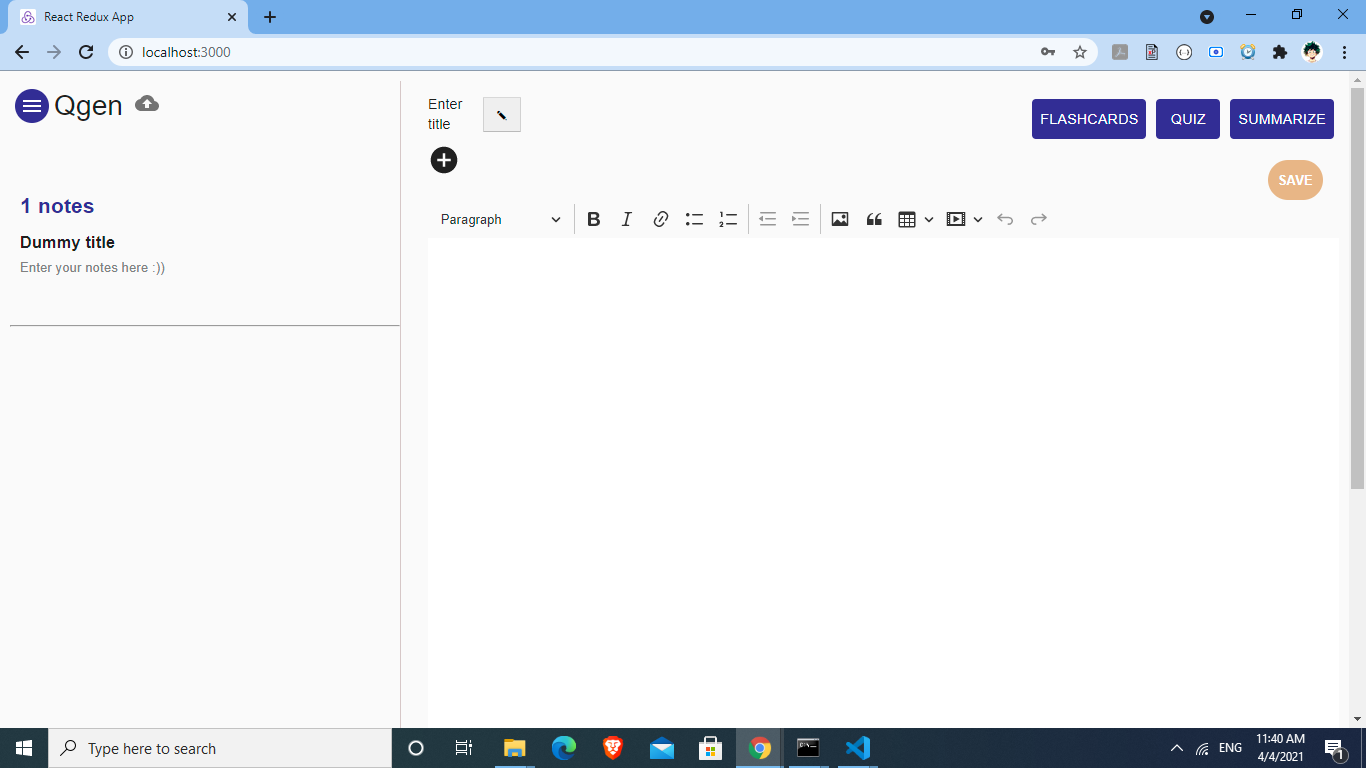 React Redux App
localhost:3000
Qgen
1 notes
Dummy title
Enter your notes here :))
Enter
title
FLASHCARDS
QUIZ
SUMMARIZE
SAVE
Paragraph
Type here to search
ENG
11:40 AM
4/4/2021
1